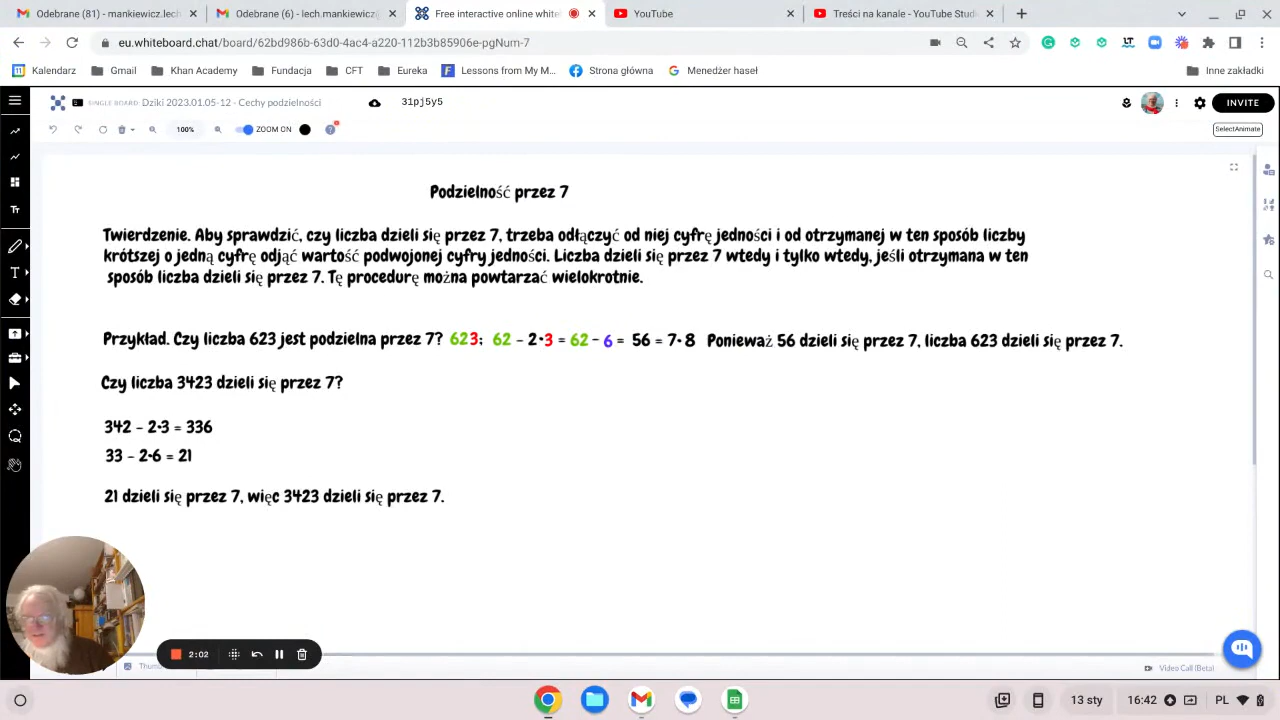 Odebrane (81) - mankiewicz.lech
Odebrane (6) - lech.mankiewicz@
Free interactive online white
YouTube
Treści na kanale - YouTube Stud
eu.whiteboard.chat/board/62bd986b-63d0-4ac4-a220-112b3b85906e-pgNum-7
Kalendarz
Gmail
Khan Academy
Fundacja
CFT
Eureka
Lessons from My M...
Strona główna
Menedżer haseł
Inne zakładki
SINGLE BOARD
Dziki 2023.01.05-12 - Cechy podzielności
31pj5y5
INVITE
100%
ZOOM ON
SelectAnimate
Podzielność przez 7
Twierdzenie. Aby sprawdzić, czy liczba dzieli się przez 7, trzeba odłączyć od niej cyfrę jedności i od otrzymanej w ten sposób liczby
krótszej o jedną cyfrę odjąć wartość podwojonej cyfry jedności. Liczba dzieli się przez 7 wtedy i tylko wtedy, jeśli otrzymana w ten
sposób liczba dzieli się przez 7. Tę procedurę można powtarzać wielokrotnie.
Przykład. Czy liczba 623 jest podzielna przez 7? 623; 62 - 2·3 = 62 - 6 = 56 = 7·8 Ponieważ 56 dzieli się przez 7, liczba 623 dzieli się przez 7.
Czy liczba 3423 dzieli się przez 7?
342 - 2·3 = 336
33 - 2·6 = 21
21 dzieli się przez 7, więc 3423 dzieli się przez 7.
2:02
Thum
Video Call (Beta)
13 sty
16:42
PL